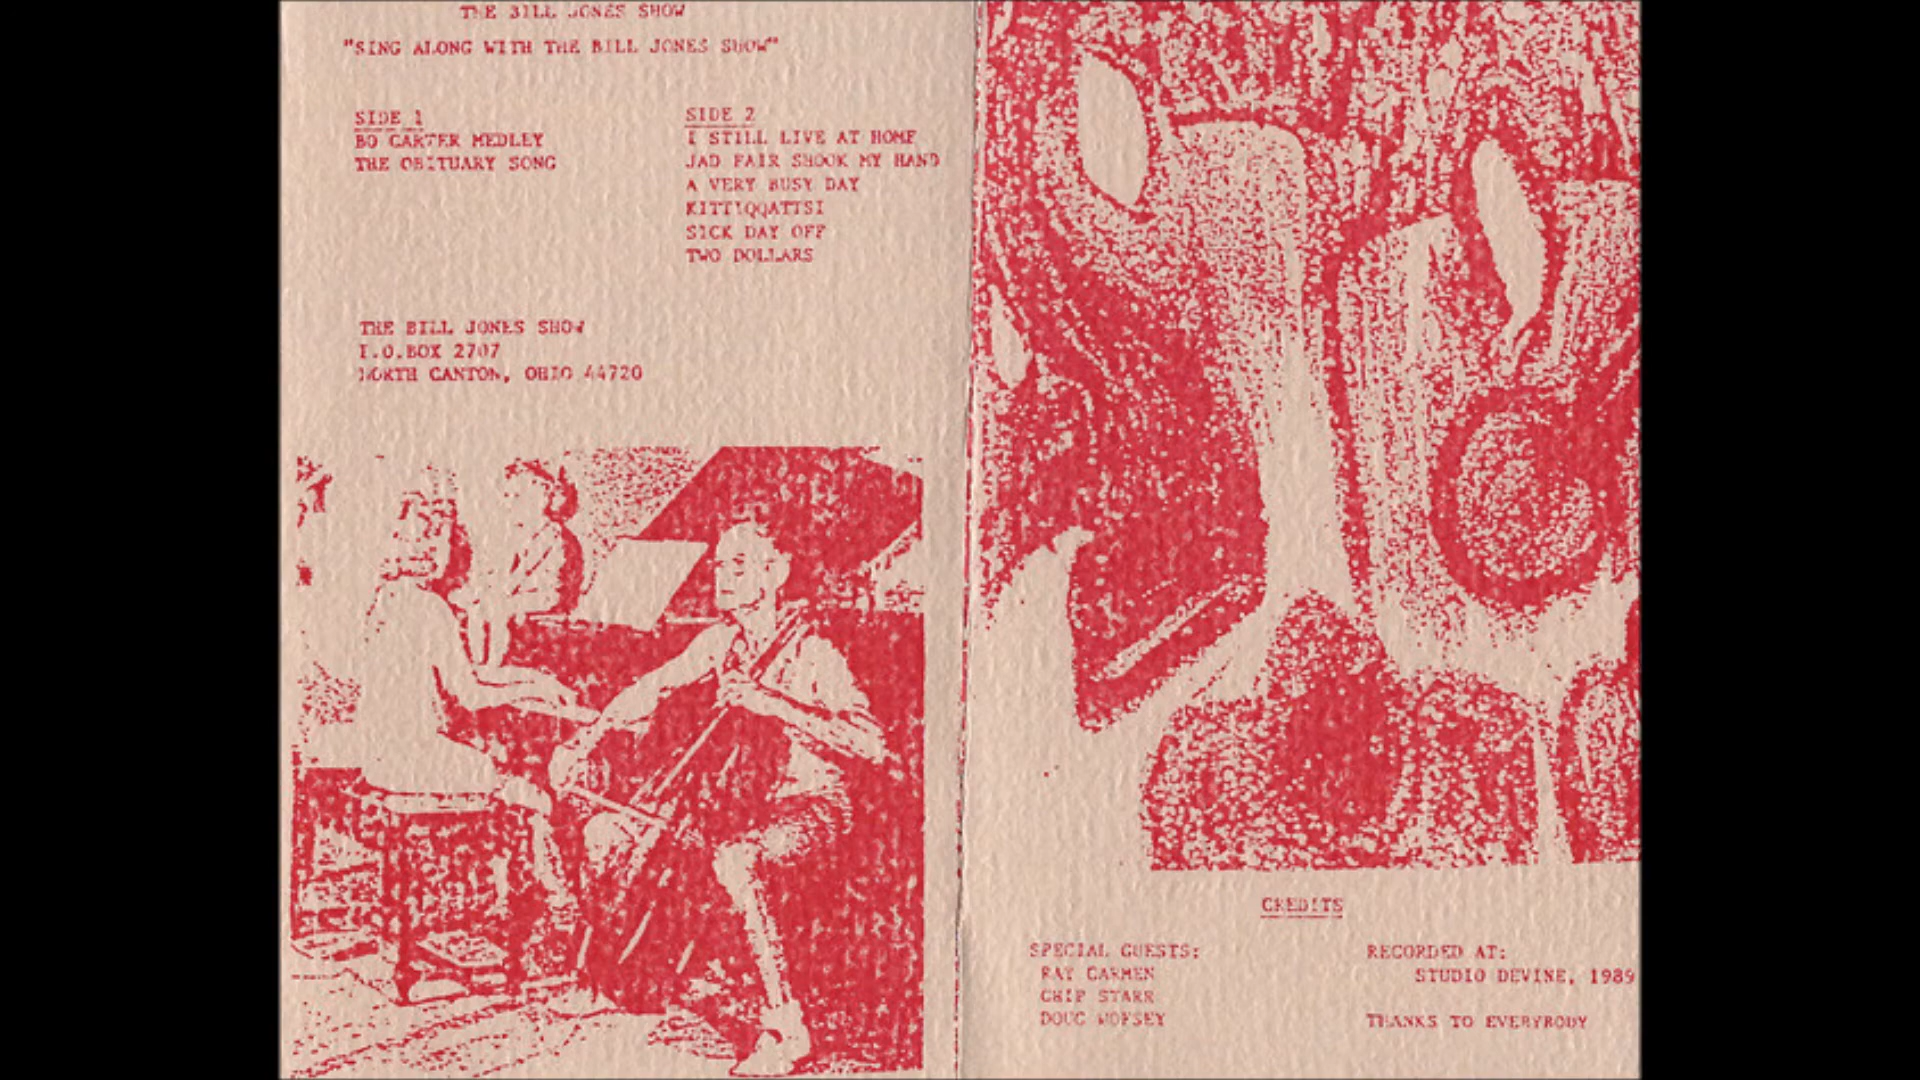 THE BILL JONES SHOW
"SING ALONG WITH THE BILL JONES SHOW"
SIDE 1
BO CARTER MEDLEY
THE OBITUARY SONG
SIDE 2
I STILL LIVE AT HOME
JAD FAIR SHOOK MY HAND
A VERY BUSY DAY
KITTIQQATTSI
SICK DAY OFF
TWO DOLLARS
THE BILL JONES SHOW
P.O.BOX 2707
NORTH CANTON, OHIO 44720
CREDITS
SPECIAL GUESTS:
RAY CARMEN
CHIP STARR
DOUG WOFSEY
RECORDED AT:
STUDIO DEVINE, 1989
THANKS TO EVERYBODY